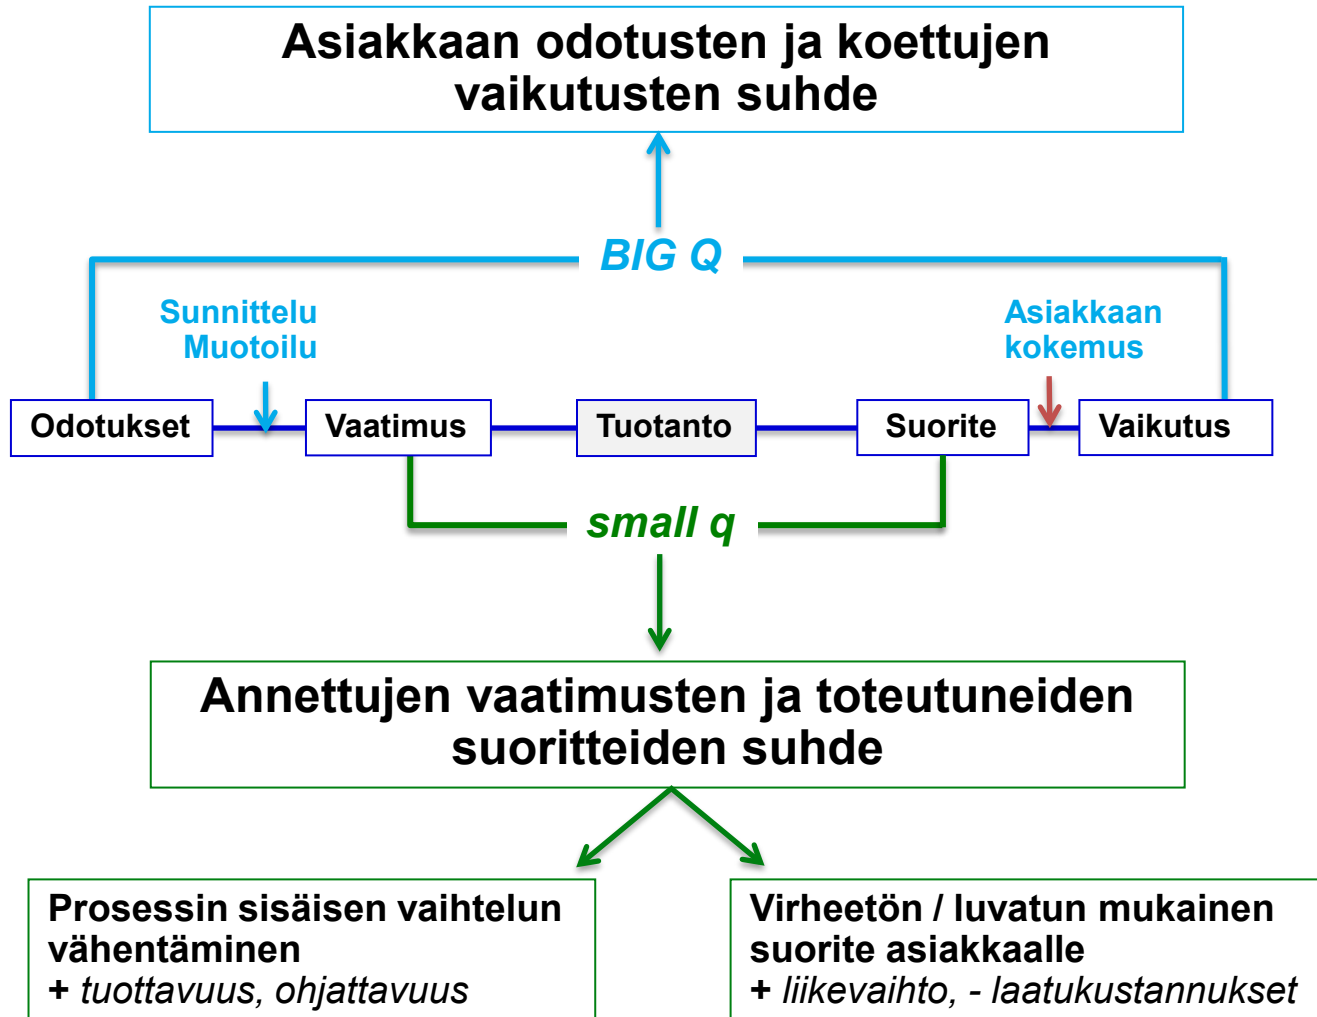 Asiakkaan odotusten ja koettujen
vaikutusten suhde
BIG Q
Sunnittelu
Muotoilu
Asiakkaan
kokemus
Odotukset
Vaatimus
Tuotanto
Suorite
Vaikutus
small q
Annettujen vaatimusten ja toteutuneiden
suoritteiden suhde
Prosessin sisäisen vaihtelun
vähentäminen
+ tuottavuus, ohjattavuus
Virheetön / luvatun mukainen
suorite asiakkaalle
+ liikevaihto, - laatukustannukset